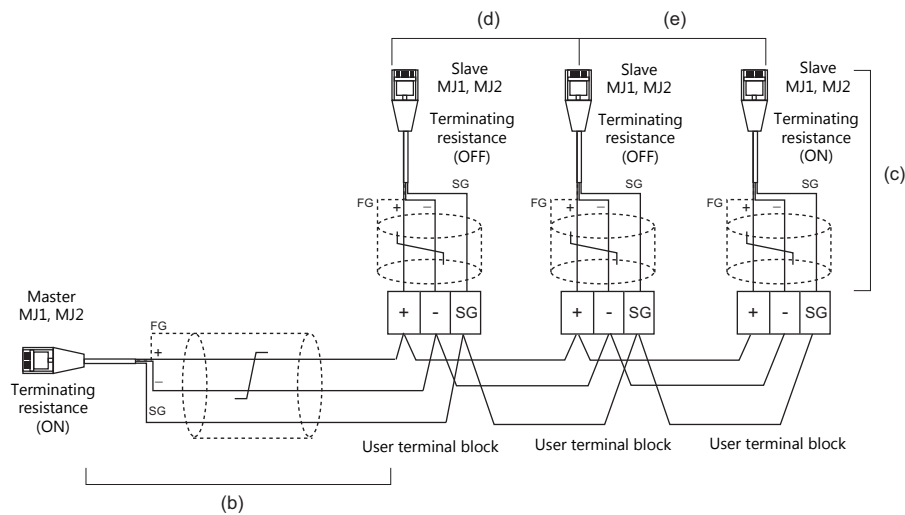 (d)
(e)
Slave
MJ1, MJ2
Terminating
resistance
(OFF)
Slave
MJ1, MJ2
Terminating
resistance
(OFF)
Slave
MJ1, MJ2
Terminating
resistance
(ON)
(c)
SG
FG
+
−
SG
FG
+
−
SG
FG
+
−
+
-
SG
+
-
SG
+
-
SG
Master
MJ1, MJ2
FG
+
−
SG
Terminating
resistance
(ON)
User terminal block
User terminal block
User terminal block
(b)